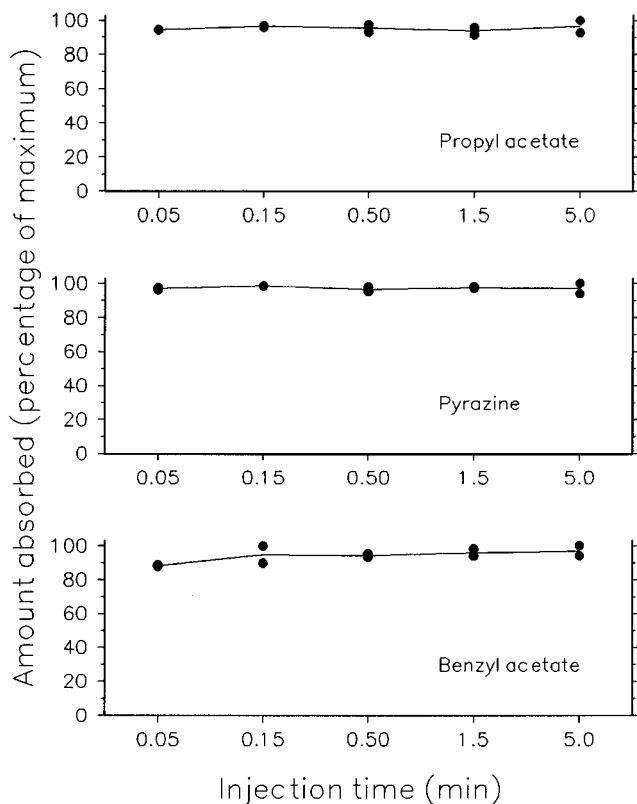 Amount absorbed (percentage of maximum)
100
80
60
40
20
0
0.05 0.15 0.50 1.5 5.0
Propyl acetate
100
80
60
40
20
0
0.05 0.15 0.50 1.5 5.0
Pyrazine
100
80
60
40
20
0
0.05 0.15 0.50 1.5 5.0
Benzyl acetate
Injection time (min)